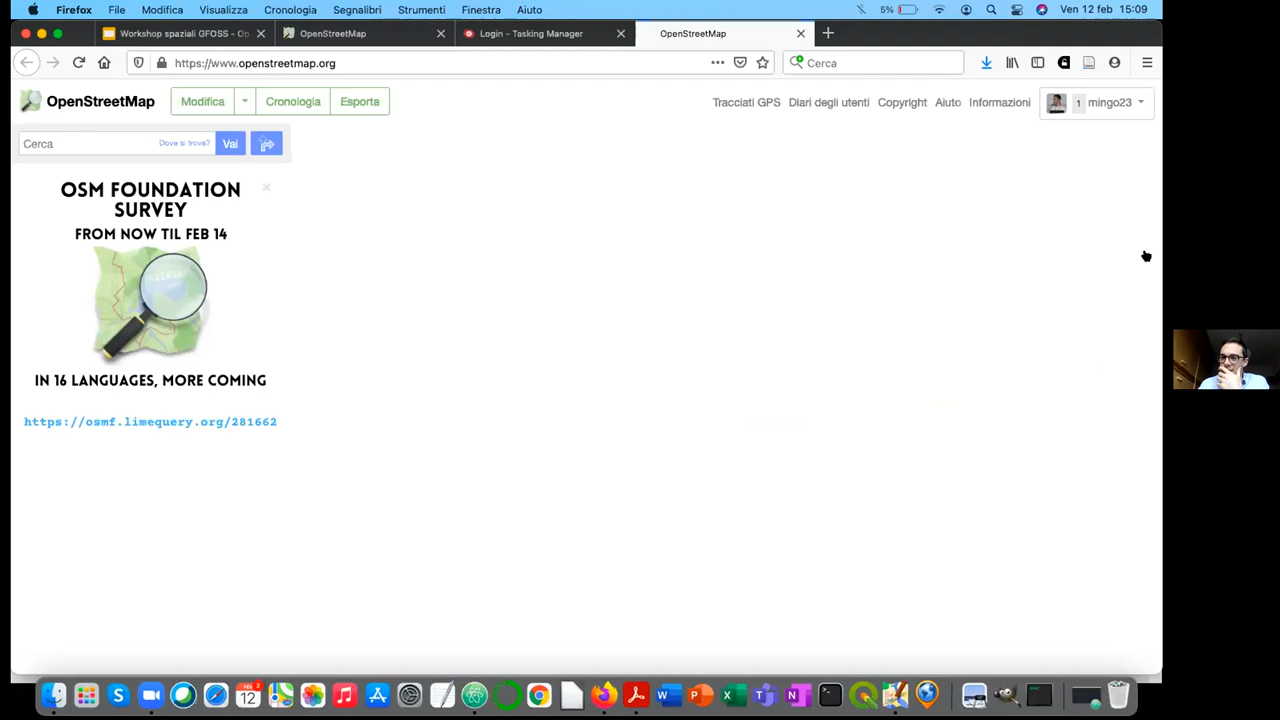 Firefox File Modifica Visualizza Cronologia Segnalibri Strumenti Finestra Aiuto 5% Ven 12 feb 15:09
Workshop spaziali GFOSS - Op OpenStreetMap Login - Tasking Manager OpenStreetMap
https://www.openstreetmap.org Cerca
OpenStreetMap Modifica Cronologia Esporta Tracciati GPS Diari degli utenti Copyright Aiuto Informazioni 1 mingo23
Cerca Dove si trova? Vai
OSM FOUNDATION
SURVEY
FROM NOW TIL FEB 14
IN 16 LANGUAGES, MORE COMING
https://osmf.limequery.org/281662
12